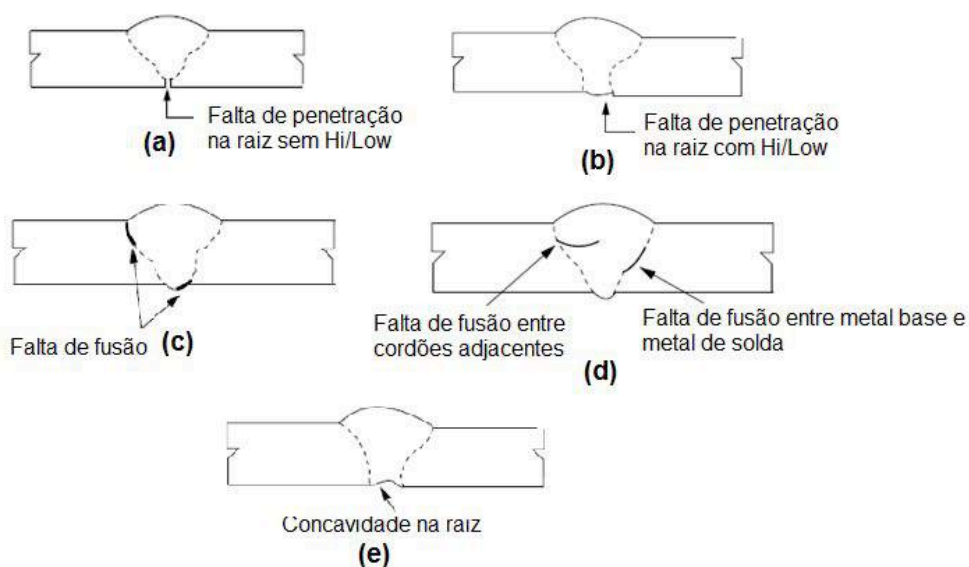 Falta de penetração
na raiz sem Hi/Low
(a)
Falta de penetração
na raiz com Hi/Low
(b)
Falta de fusão
(c)
Falta de fusão entre
cordões adjacentes
Falta de fusão entre metal base e
metal de solda
(d)
Concavidade na raiz
(e)